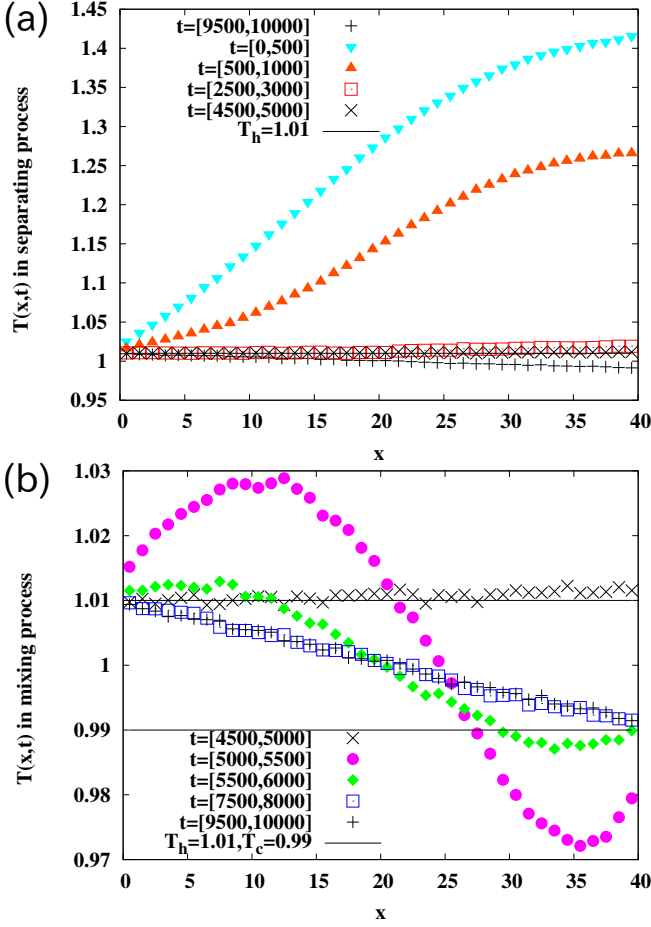 (a)
T(x,t) in separating process
1.45
1.4
1.35
1.3
1.25
1.2
1.15
1.1
1.05
1
0.95
t=[9500,10000]
t=[0,500]
t=[500,1000]
t=[2500,3000]
t=[4500,5000]
T_h=1.01
0 5 10 15 20 25 30 35 40
x
(b)
T(x,t) in mixing process
1.03
1.02
1.01
1
0.99
0.98
0.97
t=[4500,5000]
t=[5000,5500]
t=[5500,6000]
t=[7500,8000]
t=[9500,10000]
T_h=1.01,T_c=0.99
0 5 10 15 20 25 30 35 40
x